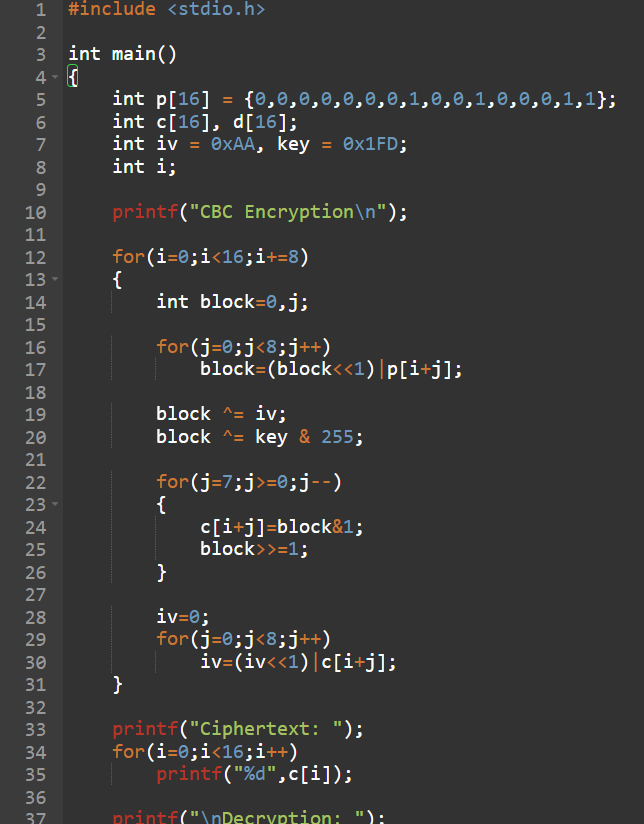 1 #include <stdio.h>
2
3 int main()
4 {
5 int p[16] = {0,0,0,0,0,0,0,1,0,0,1,0,0,0,1,1};
6 int c[16], d[16];
7 int iv = 0xAA, key = 0x1FD;
8 int i;
9
10 printf("CBC Encryption\n");
11
12 for(i=0;i<16;i+=8)
13 {
14 int block=0,j;
15
16 for(j=0;j<8;j++)
17 block=(block<<1)|p[i+j];
18
19 block ^= iv;
20 block ^= key & 255;
21
22 for(j=7;j>=0;j--)
23 {
24 c[i+j]=block&1;
25 block>>=1;
26 }
27
28 iv=0;
29 for(j=0;j<8;j++)
30 iv=(iv<<1)|c[i+j];
31 }
32
33 printf("Ciphertext: ");
34 for(i=0;i<16;i++)
35 printf("%d",c[i]);
36
37 printf("\nDecryption: ");